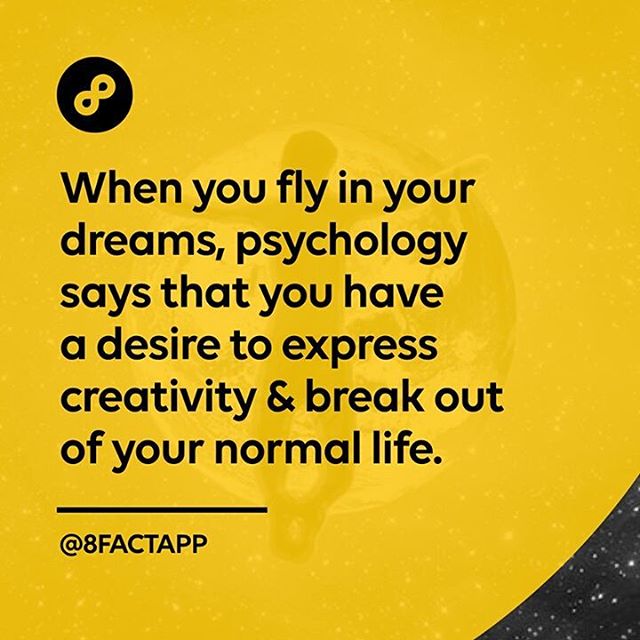 When you fly in your
dreams, psychology
says that you have
a desire to express
creativity & break out
of your normal life.
@8FACTAPP